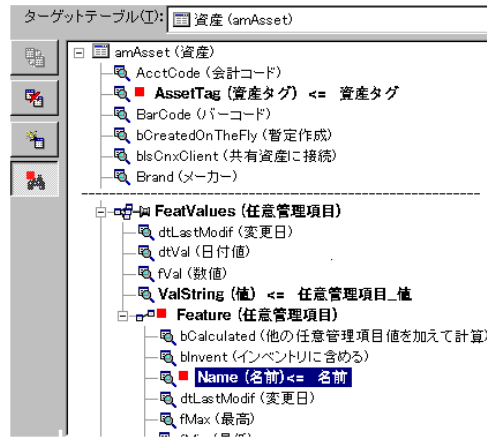 ターゲットテーブル(T): 資産 (amAsset)
amAsset (資産)
AcctCode (会計コード)
AssetTag (資産タグ) <= 資産タグ
BarCode (バーコード)
bCreatedOnTheFly (暫定作成)
bIsCnxClient (共有資産に接続)
Brand (メーカー)
FeatValues (任意管理項目)
dtLastModif (変更日)
dtVal (日付値)
fVal (数値)
ValString (値) <= 任意管理項目_値
Feature (任意管理項目)
bCalculated (他の任意管理項目値を加えて計算)
bInvent (インベントリに含める)
Name (名前)<= 名前
dtLastModif (変更日)
fMax (最高)